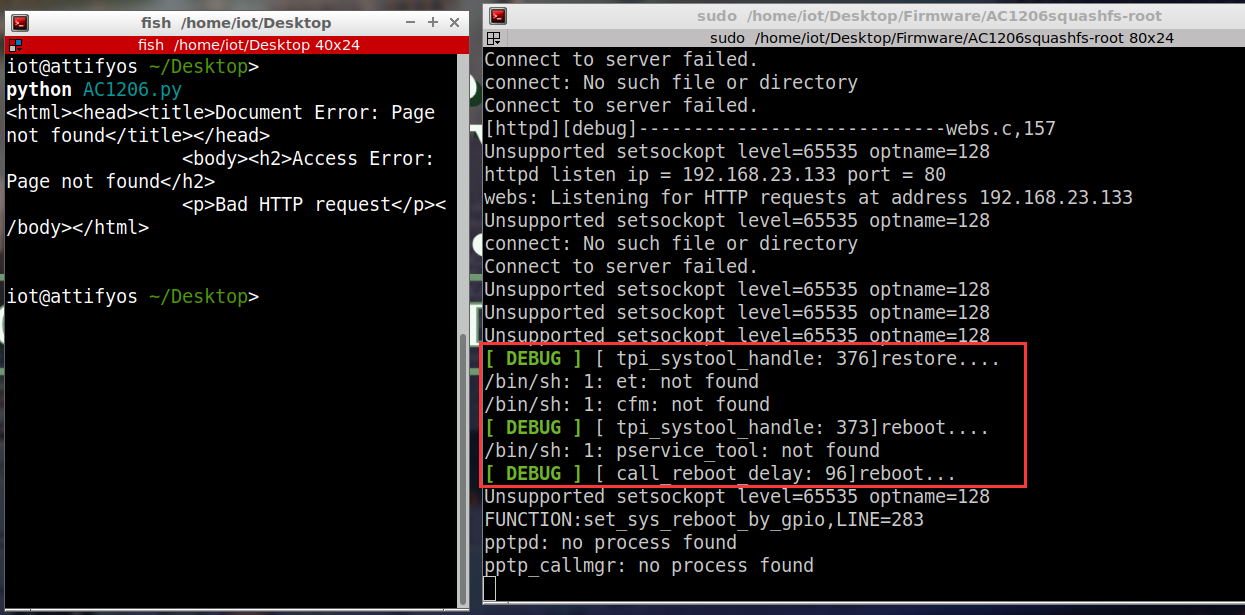 fish /home/iot/Desktop
fish /home/iot/Desktop 40x24
iot@attifyos ~/Desktop>
python AC1206.py
<html><head><title>Document Error: Page
not found</title></head>
<body><h2>Access Error:
Page not found</h2>
<p>Bad HTTP request</p><
/body></html>
iot@attifyos ~/Desktop>
sudo /home/iot/Desktop/Firmware/AC1206squashfs-root
sudo /home/iot/Desktop/Firmware/AC1206squashfs-root 80x24
Connect to server failed.
connect: No such file or directory
Connect to server failed.
[httpd][debug]----------------------------webs.c,157
Unsupported setsockopt level=65535 optname=128
httpd listen ip = 192.168.23.133 port = 80
webs: Listening for HTTP requests at address 192.168.23.133
Unsupported setsockopt level=65535 optname=128
connect: No such file or directory
Connect to server failed.
Unsupported setsockopt level=65535 optname=128
Unsupported setsockopt level=65535 optname=128
Unsupported setsockopt level=65535 optname=128
[ DEBUG ] [ tpi_systool_handle: 376]restore....
/bin/sh: 1: et: not found
/bin/sh: 1: cfm: not found
[ DEBUG ] [ tpi_systool_handle: 373]reboot....
/bin/sh: 1: pservice_tool: not found
[ DEBUG ] [ call_reboot_delay: 96]reboot...
Unsupported setsockopt level=65535 optname=128
FUNCTION:set_sys_reboot_by_gpio,LINE=283
pptpd: no process found
pptp_callmgr: no process found